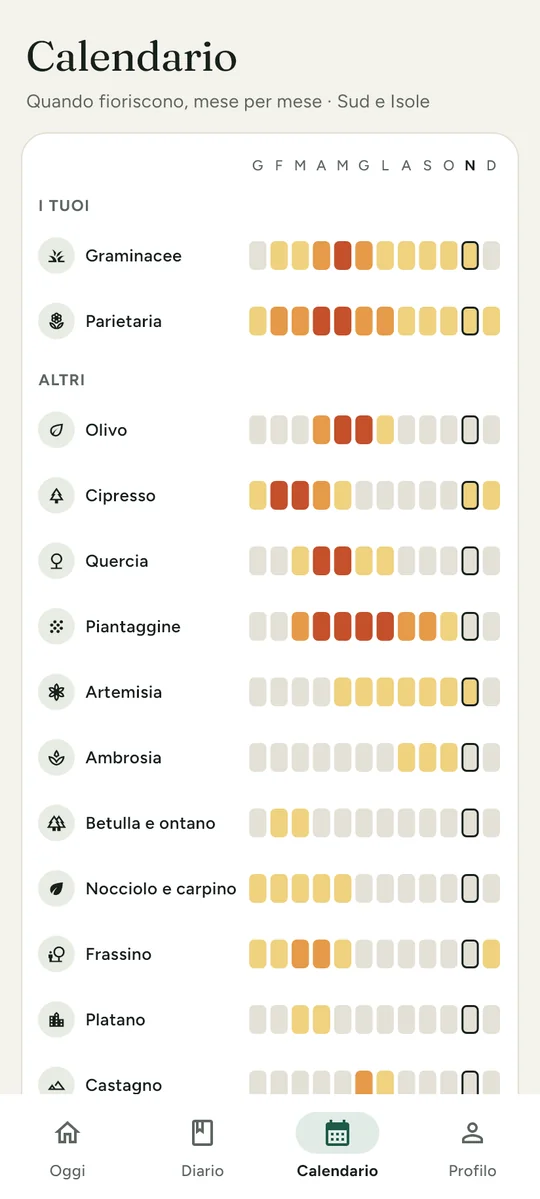 Calendario
Quando fioriscono, mese per mese · Sud e Isole
G F M A M G L A S O N D
I TUOI
Graminacee
Parietaria
ALTRI
Olivo
Cipresso
Quercia
Piantaggine
Artemisia
Ambrosia
Betulla e ontano
Nocciolo e carpino
Frassino
Platano
Castagno
Oggi Diario Calendario Profilo